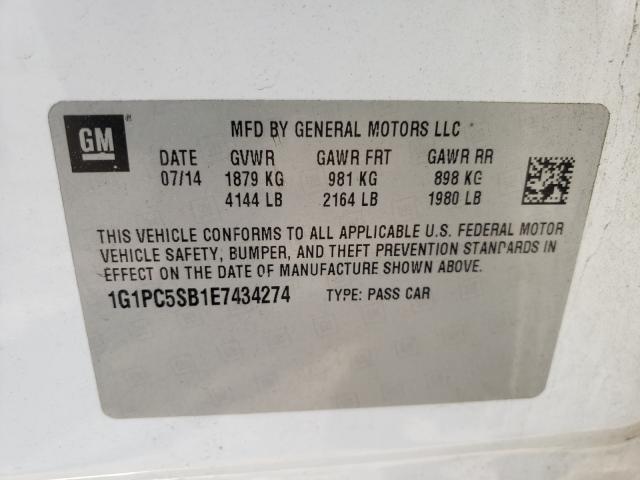 GM
MFD BY GENERAL MOTORS LLC
DATE GVWR GAWR FRT GAWR RR
07/14 1879 KG 981 KG 898 KG
4144 LB 2164 LB 1980 LB
THIS VEHICLE CONFORMS TO ALL APPLICABLE U.S. FEDERAL MOTOR
VEHICLE SAFETY, BUMPER, AND THEFT PREVENTION STANDARDS IN
EFFECT ON THE DATE OF MANUFACTURE SHOWN ABOVE.
1G1PC5SB1E7434274 TYPE: PASS CAR